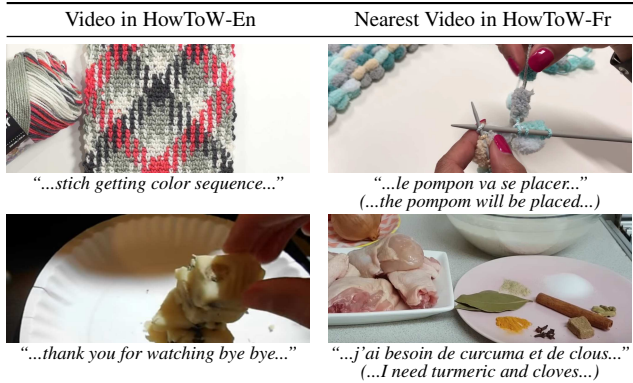 Video in HowToW-En
Nearest Video in HowToW-Fr
“...stich getting color sequence...”
“...le pompon va se placer...”
(...the pompom will be placed...)
“...thank you for watching bye bye...”
“...j’ai besoin de curcuma et de clous...”
(...I need turmeric and cloves...)